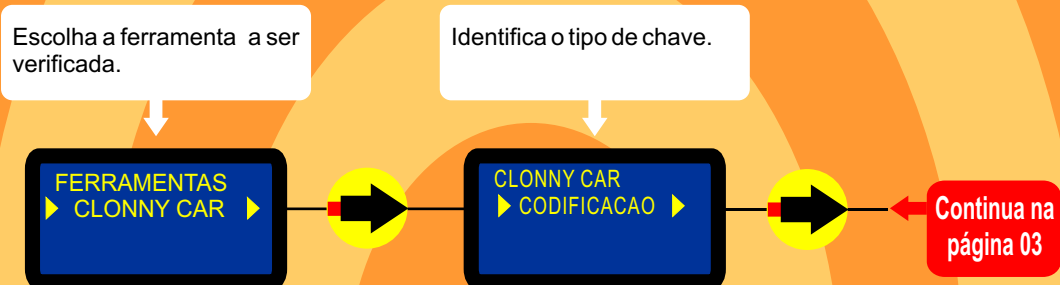 Escolha a ferramenta a ser
verificada.
Identifica o tipo de chave.
FERRAMENTAS
CLONNY CAR
CLONNY CAR
CODIFICACAO
Continua na
página 03